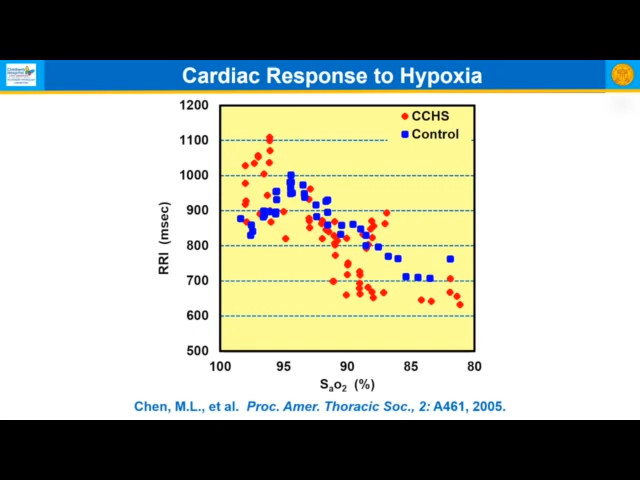 Cardiac Response to Hypoxia
1200
1100
1000
900
800
700
600
500
RRI (msec)
CCHS
Control
100 95 90 85 80
Sao2 (%)
Chen, M.L., et al. Proc. Amer. Thoracic Soc., 2: A461, 2005.